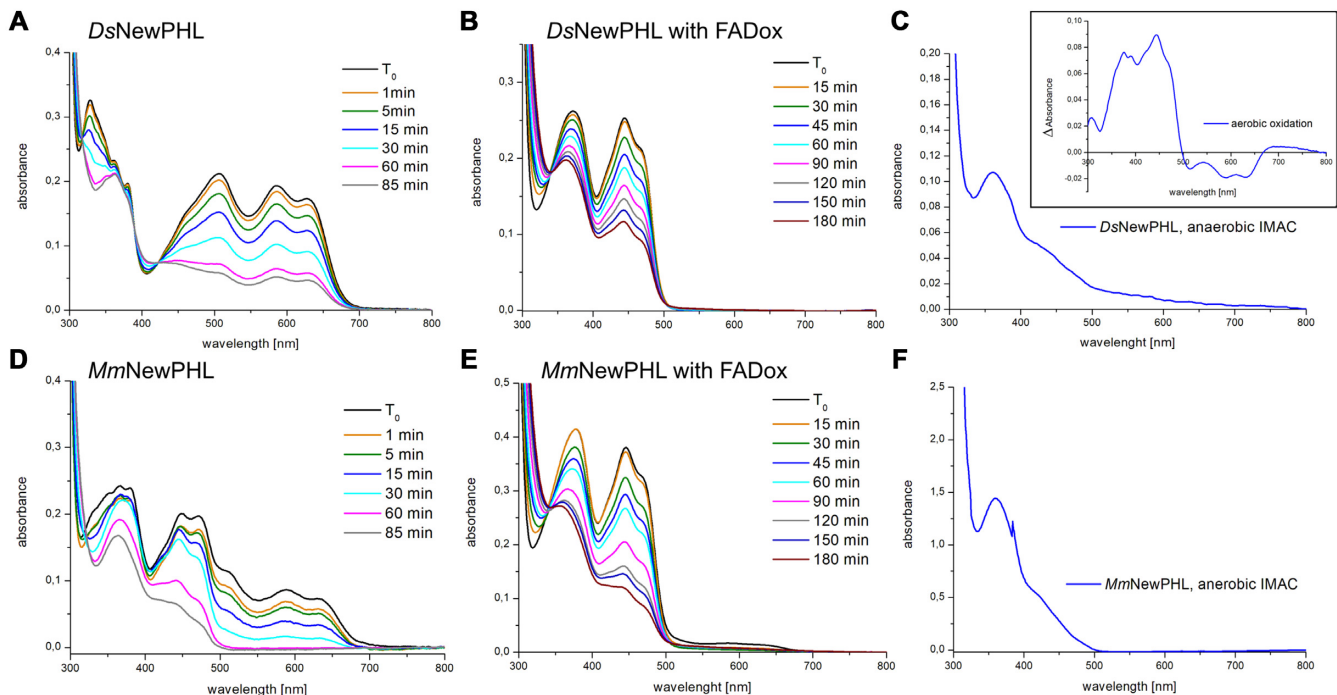 A
DsNewPHL
T0
1min
5min
15 min
30 min
60 min
85 min
0,4
0,3
0,2
0,1
0,0
absorbance
300 400 500 600 700 800
wavelength [nm]
B
DsNewPHL with FADox
T0
15 min
30 min
45 min
60 min
90 min
120 min
150 min
180 min
0,3
0,2
0,1
0,0
absorbance
300 400 500 600 700 800
wavelength [nm]
C
0,20
0,18
0,16
0,14
0,12
0,10
0,08
0,06
0,04
0,02
0,00
absorbance
300 400 500 600 700 800
wavelenght [nm]
DsNewPHL, anaerobic IMAC
0,10
0,08
0,06
0,04
0,02
0,00
-0,02
Δ Absorbance
aerobic oxidation
300 400 500 600 700 800
wavelength [nm]
D
MmNewPHL
T0
1 min
5 min
15 min
30 min
60 min
85 min
0,4
0,3
0,2
0,1
0,0
absorbance
300 400 500 600 700 800
wavelenght [nm]
E
MmNewPHL with FADox
T0
15 min
30 min
45 min
60 min
90 min
120 min
150 min
180 min
0,5
0,4
0,3
0,2
0,1
0,0
absorbance
300 400 500 600 700 800
wavelenght [nm]
F
2,5
2,0
1,5
1,0
0,5
0,0
absorbance
MmNewPHL, anerobic IMAC
300 400 500 600 700 800
wavelength [nm]